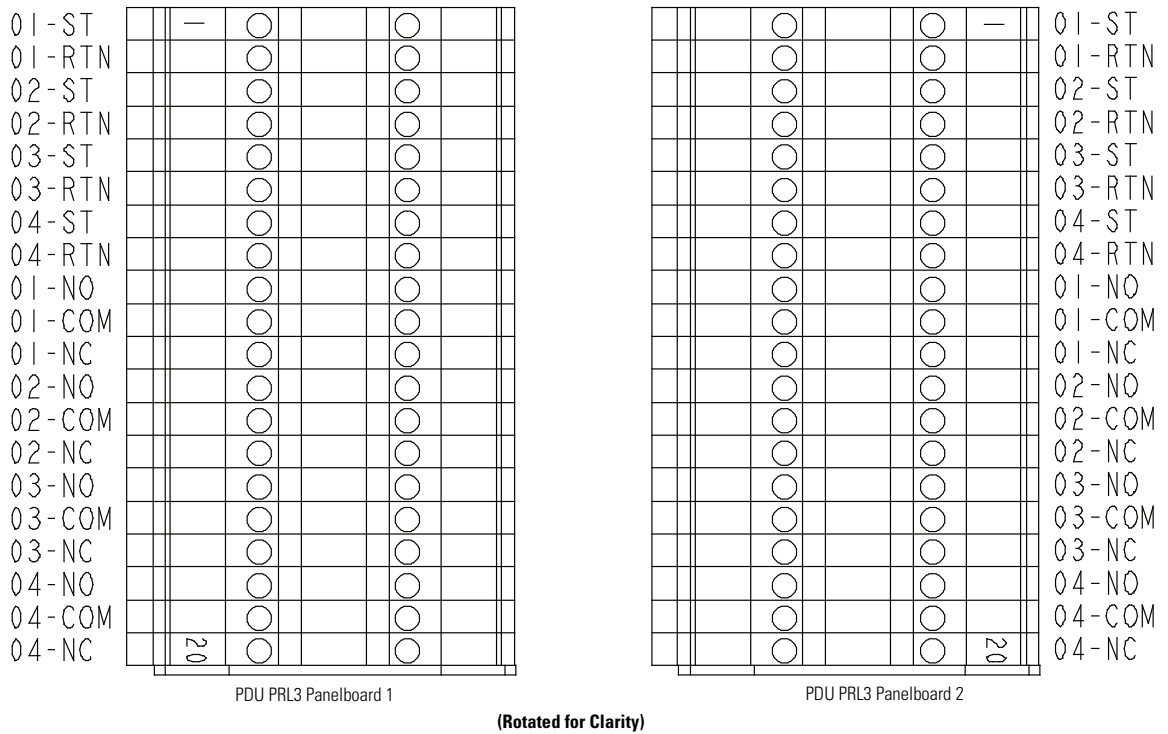 01-ST | 01-ST
01-RTN 01-RTN
02-ST 02-ST
02-RTN 02-RTN
03-ST 03-ST
03-RTN 03-RTN
04-ST 04-ST
04-RTN 04-RTN
01-NO 01-NO
01-COM 01-COM
01-NC 01-NC
02-NO 02-NO
02-COM 02-COM
02-NC 02-NC
03-NO 03-NO
03-COM 03-COM
03-NC 03-NC
04-NO 04-NO
04-COM 04-COM
04-NC 20 20 04-NC
PDU PRL3 Panelboard 1 PDU PRL3 Panelboard 2
(Rotated for Clarity)